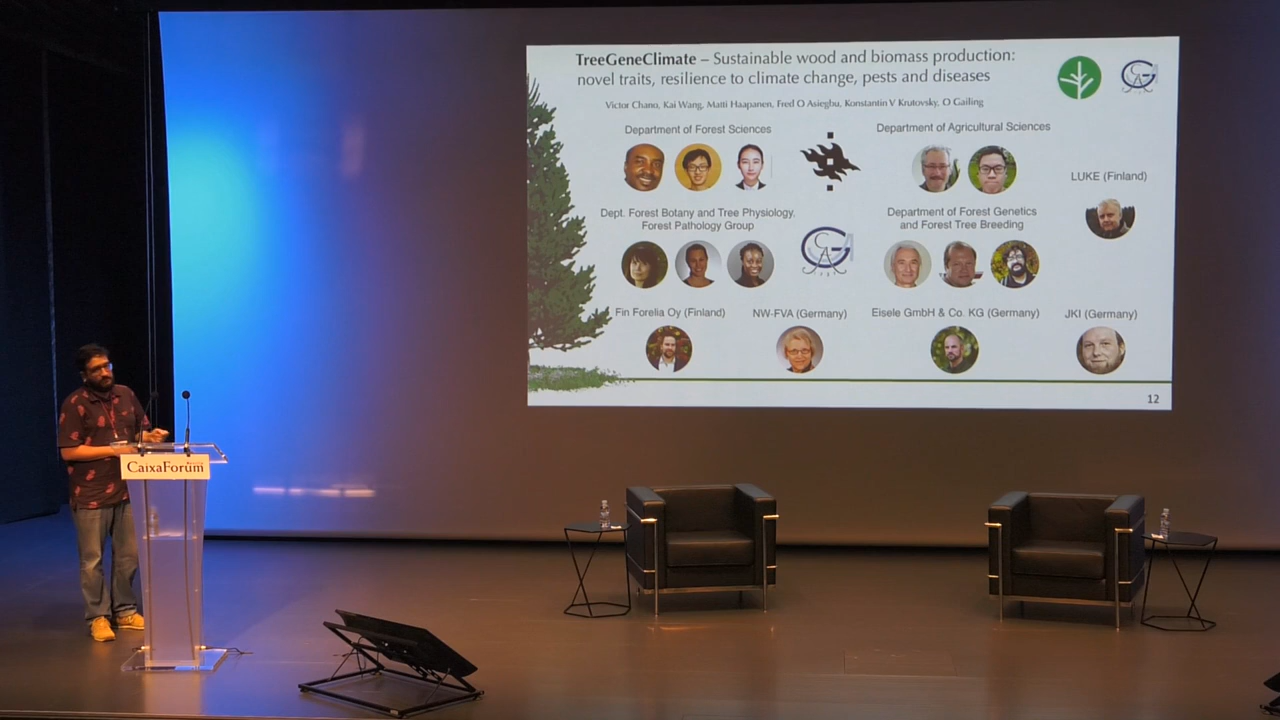 TreeGeneClimate – Sustainable wood and biomass production:
novel traits, resilience to climate change, pests and diseases
Victor Chano, Kai Wang, Matti Haapanen, Fred O Asiegbu, Konstantin V Krutovsky, O Gailing
Department of Forest Sciences
Department of Agricultural Sciences
LUKE (Finland)
Dept. Forest Botany and Tree Physiology,
Forest Pathology Group
Department of Forest Genetics
and Forest Tree Breeding
Fin Forelia Oy (Finland)
NW-FVA (Germany)
Eisele GmbH & Co. KG (Germany)
JKI (Germany)
12
CaixaForum